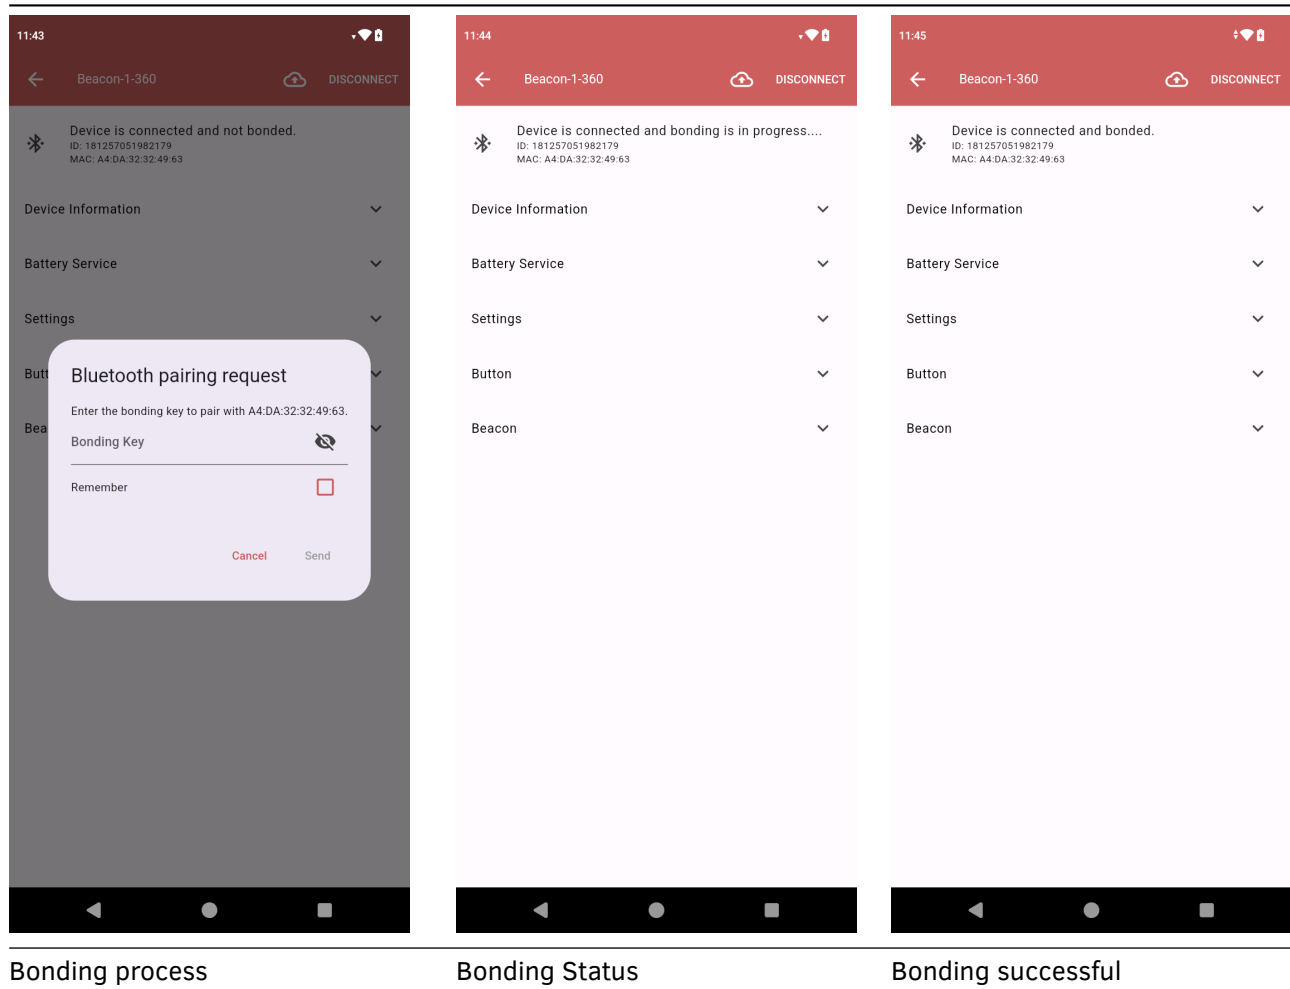 11:43
Beacon-1-360 DISCONNECT
Device is connected and not bonded.
ID: 181257051982179
MAC: A4:DA:32:32:49:63
Device Information
Battery Service
Settings
Butt
Bea
Bluetooth pairing request
Enter the bonding key to pair with A4:DA:32:32:49:63.
Bonding Key
Remember
Cancel Send
Bonding process
11:44
Beacon-1-360 DISCONNECT
Device is connected and bonding is in progress....
ID: 181257051982179
MAC: A4:DA:32:32:49:63
Device Information
Battery Service
Settings
Button
Beacon
Bonding Status
11:45
Beacon-1-360 DISCONNECT
Device is connected and bonded.
ID: 181257051982179
MAC: A4:DA:32:32:49:63
Device Information
Battery Service
Settings
Button
Beacon
Bonding successful